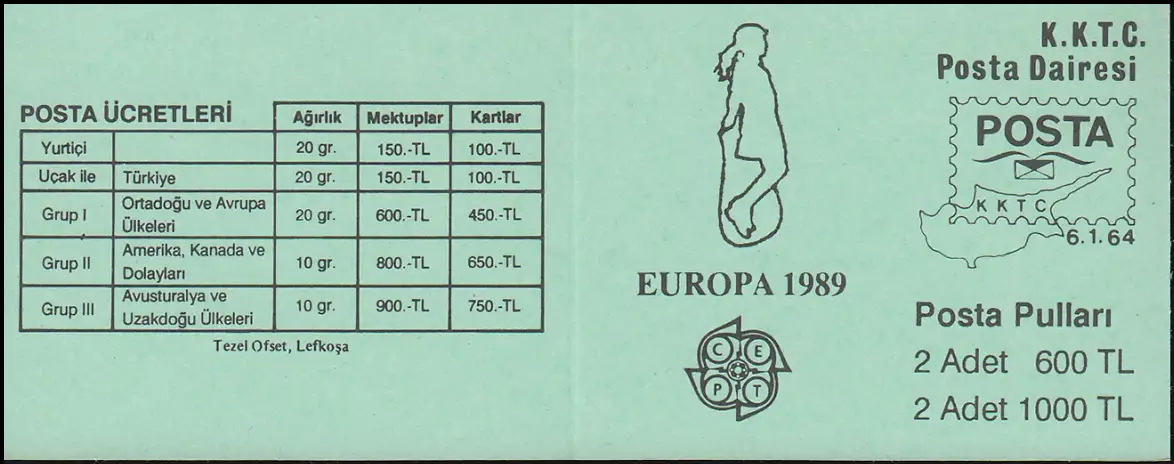 POSTA ÜCRETLERİ
Ağırlık Mektuplar Kartlar
Yurtiçi 20 gr. 150.-TL 100.-TL
Uçak ile Türkiye 20 gr. 150.-TL 100.-TL
Grup I Ortadoğu ve Avrupa
Ülkeleri 20 gr. 600.-TL 450.-TL
Grup II Amerika, Kanada ve
Dolayları 10 gr. 800.-TL 650.-TL
Grup III Avusturalya ve
Uzakdoğu Ülkeleri 10 gr. 900.-TL 750.-TL
Tezel Ofset, Lefkoşa
EUROPA 1989
C E
P T
K.K.T.C.
Posta Dairesi
POSTA
K K T C
6.1.64
Posta Pulları
2 Adet 600 TL
2 Adet 1000 TL